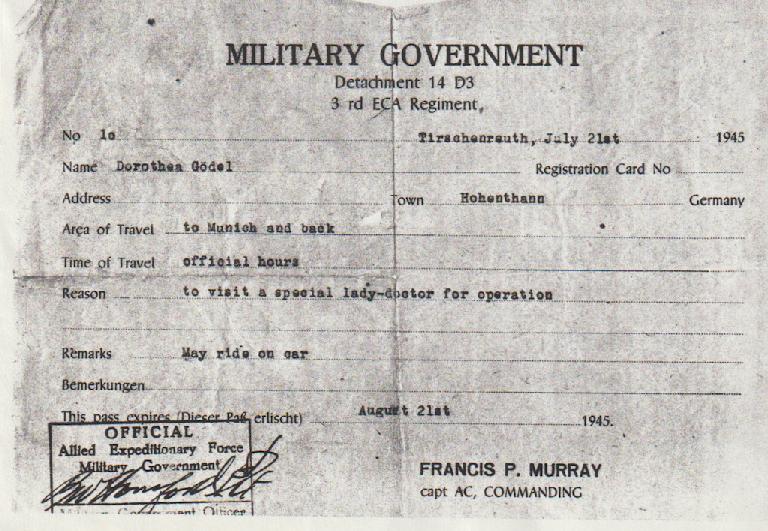 MILITARY GOVERNMENT
Detachment 14 D3
3 rd ECA Regiment,
No 1o Tirschenreuth, July 21st 1945
Name Dorothea Gödel Registration Card No
Address Town Hohenthann Germany
Area of Travel to Munich and back
Time of Travel official hours
Reason to visit a special lady-doctor for operation
Remarks May ride on car
Bemerkungen
This pass expires (Dieser Paß erlischt) August 21st 1945.
OFFICIAL
Allied Expeditionary Force
Military Government
Military Government Officer
FRANCIS P. MURRAY
capt AC, COMMANDING